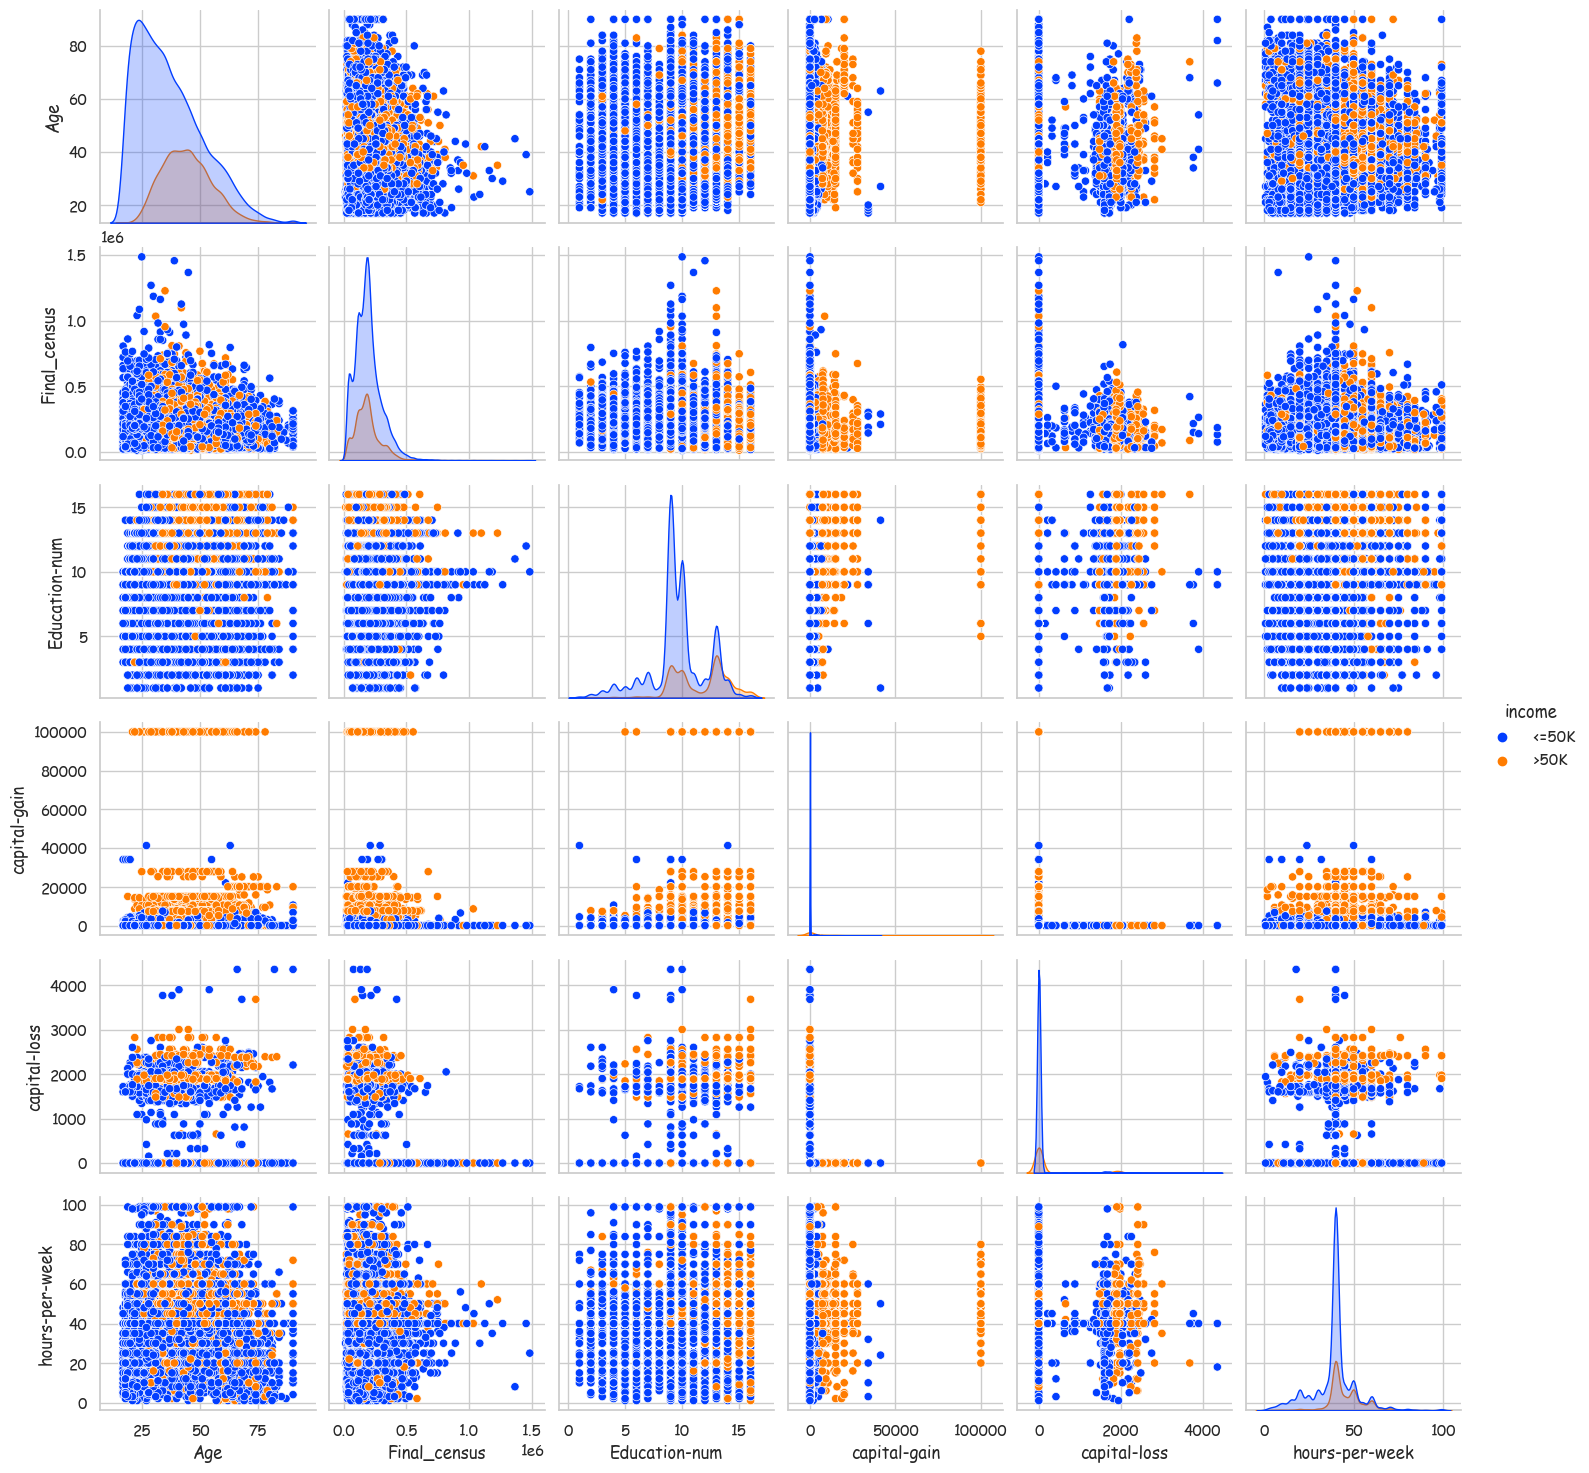 80
60
40
20
Age
1e6
1.5
1.0
0.5
0.0
Final_census
15
10
5
Education-num
income
<=50K
>50K
100000
80000
60000
40000
20000
0
capital-gain
4000
3000
2000
1000
0
capital-loss
100
80
60
40
20
0
hours-per-week
25 50 75
0.0 0.5 1.0 1.5
0 5 10 15
0 50000 100000
0 2000 4000
0 50 100
1e6
Age
Final_census
Education-num
capital-gain
capital-loss
hours-per-week